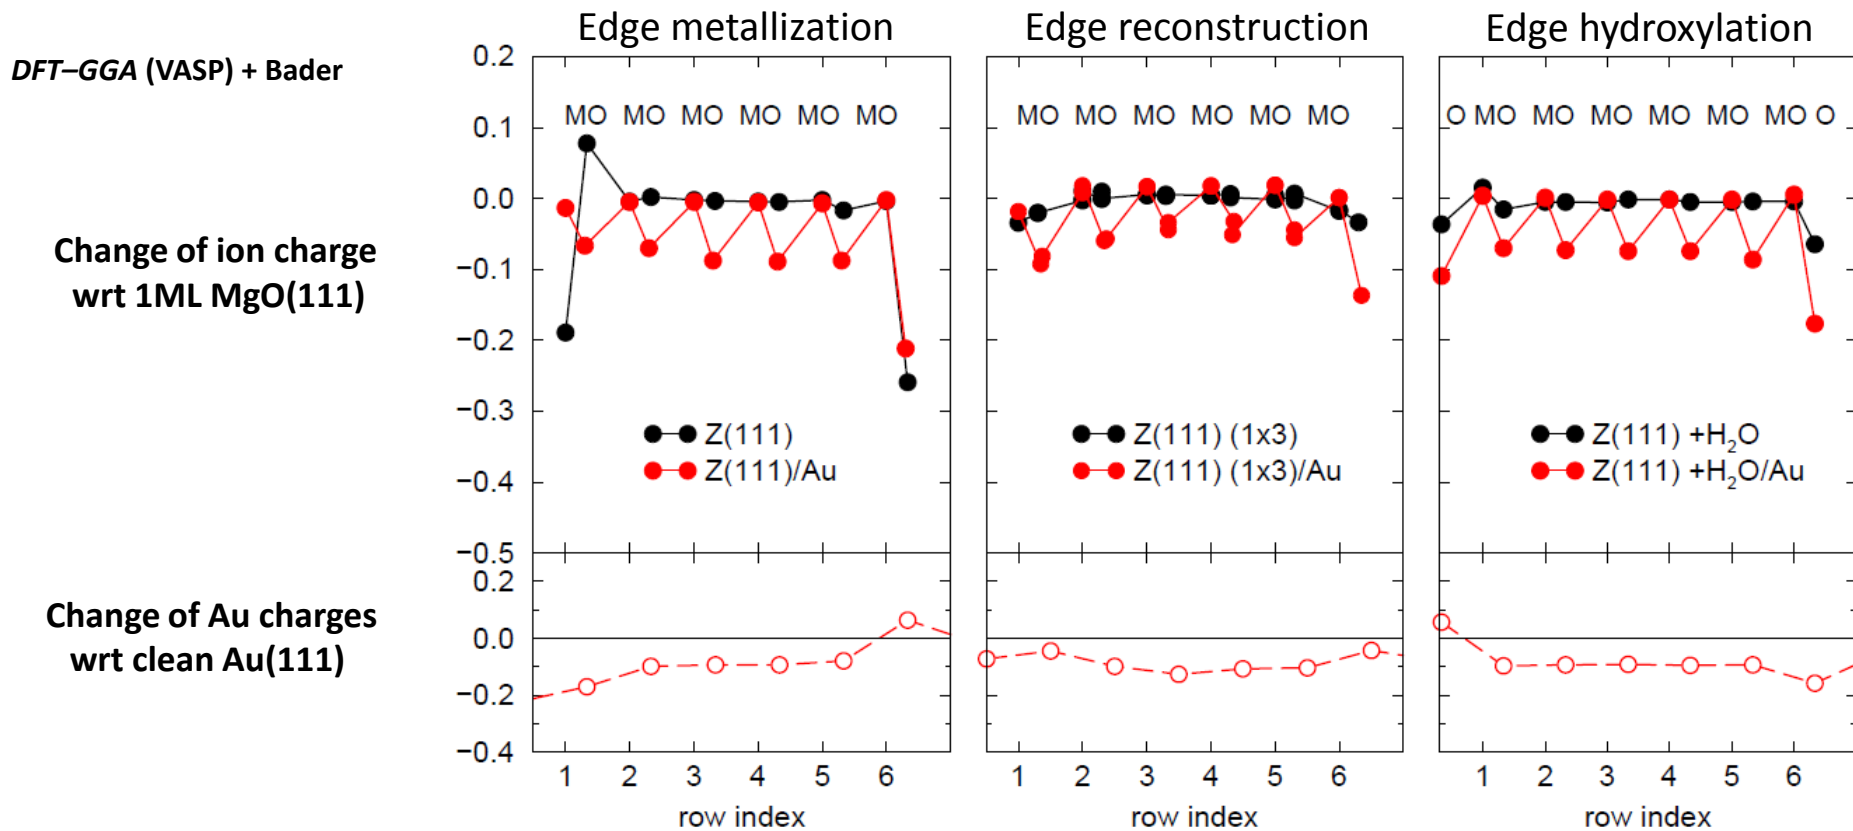 Edge metallization
Edge reconstruction
Edge hydroxylation
DFT–GGA (VASP) + Bader
Change of ion charge
wrt 1ML MgO(111)
Change of Au charges
wrt clean Au(111)
0.2
0.1
0.0
−0.1
−0.2
−0.3
−0.4
−0.5
0.2
0.0
−0.2
−0.4
MO MO MO MO MO MO
Z(111)
Z(111)/Au
1 2 3 4 5 6
row index
MO MO MO MO MO MO
Z(111) (1x3)
Z(111) (1x3)/Au
1 2 3 4 5 6
row index
O MO MO MO MO MO MO O
Z(111) +H₂O
Z(111) +H₂O/Au
1 2 3 4 5 6
row index